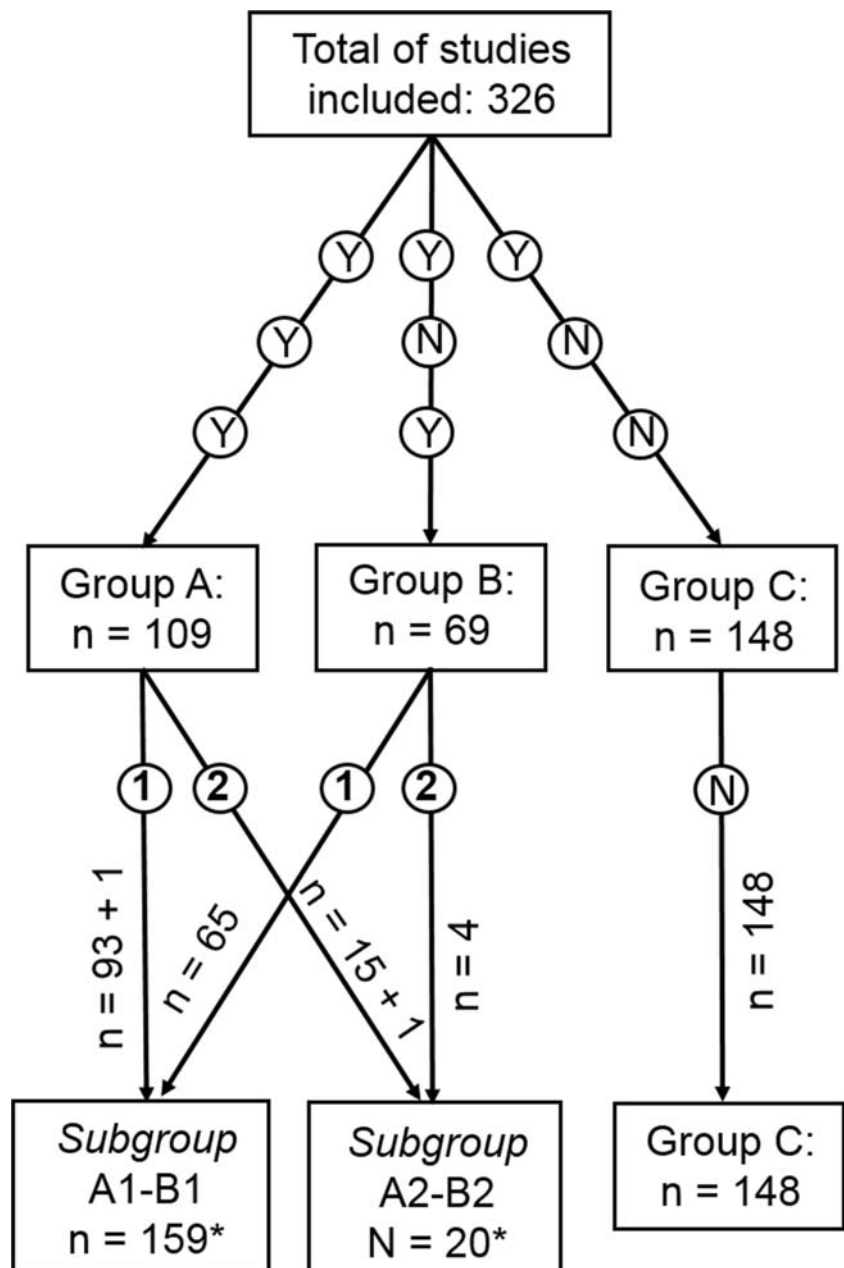 Total of studies
included: 326
Y
Y
Y
Y
N
N
Y
Y
N
Group A:
n = 109
Group B:
n = 69
Group C:
n = 148
1
2
1
2
N
n = 93 + 1
n = 65
n = 15 + 1
n = 4
n = 148
Subgroup
A1-B1
n = 159*
Subgroup
A2-B2
N = 20*
Group C:
n = 148